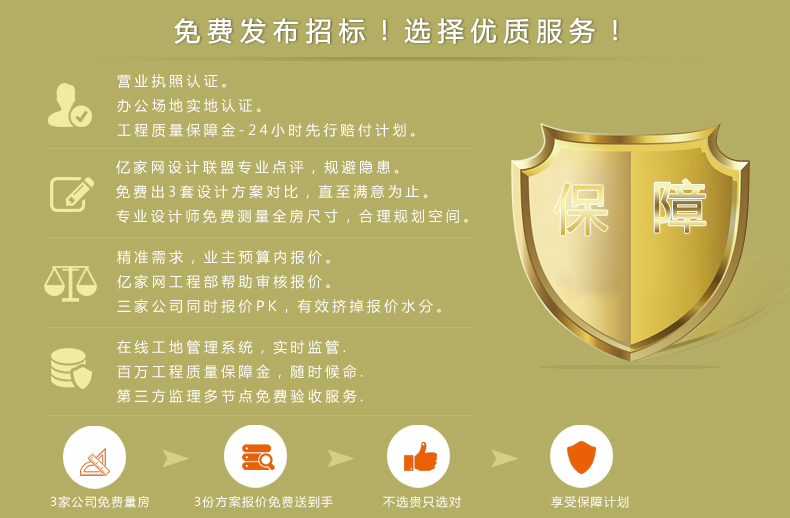 免费发布招标！选择优质服务！
营业执照认证。
办公场地实地认证。
工程质量保障金-24小时先行赔付计划。
亿家网设计联盟专业点评，规避隐患。
免费出3套设计方案对比，直至满意为止。
专业设计师免费测量全房尺寸，合理规划空间。
精准需求，业主预算内报价。
亿家网工程部帮助审核报价。
三家公司同时报价PK，有效挤掉报价水分。
在线工地管理系统，实时监管.
百万工程质量保障金，随时候命.
第三方监理多节点免费验收服务.
保障
3家公司免费量房
3份方案报价免费送到手
不选贵只选对
享受保障计划